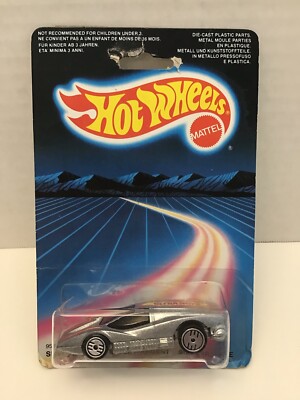 NOT RECOMMENDED FOR CHILDREN UNDER 3.
NE CONVIENT PAS A UN ENFANT DE MOINS DE 36 MOIS.
FÜR KINDER AB 3 JAHREN.
ETA' MINIMA 3 ANNI.
DIE-CAST PLASTIC PARTS.
METAL MOULE PARTIES
EN PLASTIQUE.
METALL UND KUNSTSTOFFTEILE.
IN METALLO PRESSOFUSO
E PLASTICA.
HOT WHEELS
MATTEL